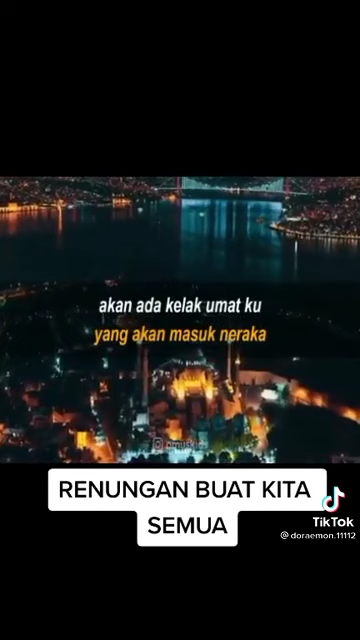 akan ada kelak umat ku
yang akan masuk neraka
RENUNGAN BUAT KITA
SEMUA
TikTok
@doraemon.11112